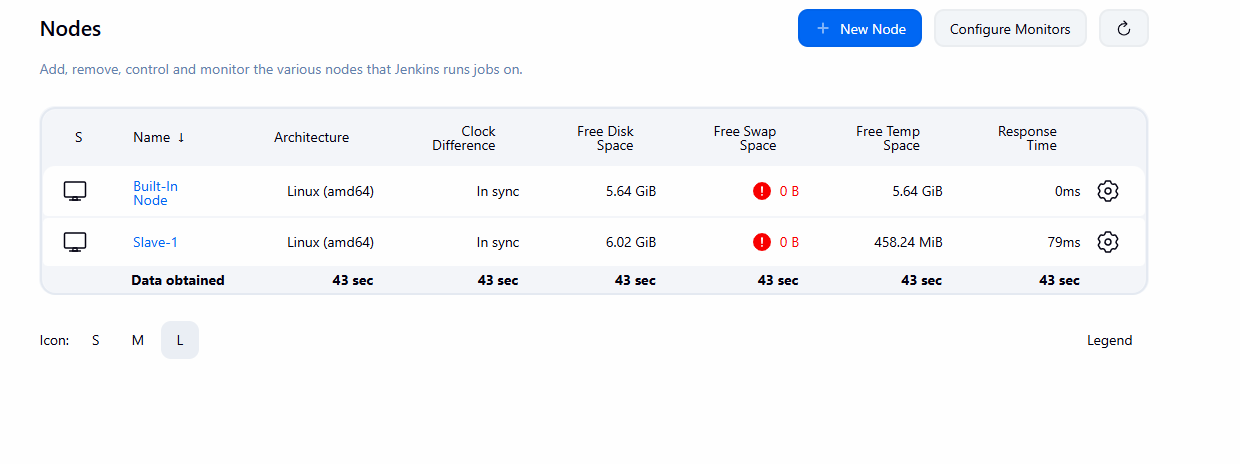 Nodes
+ New Node
Configure Monitors
Add, remove, control and monitor the various nodes that Jenkins runs jobs on.
S Name ↓ Architecture Clock Difference Free Disk Space Free Swap Space Free Temp Space Response Time
Built-In Node Linux (amd64) In sync 5.64 GiB ! 0 B 5.64 GiB 0ms
Slave-1 Linux (amd64) In sync 6.02 GiB ! 0 B 458.24 MiB 79ms
Data obtained 43 sec 43 sec 43 sec 43 sec 43 sec 43 sec
Icon: S M L
Legend